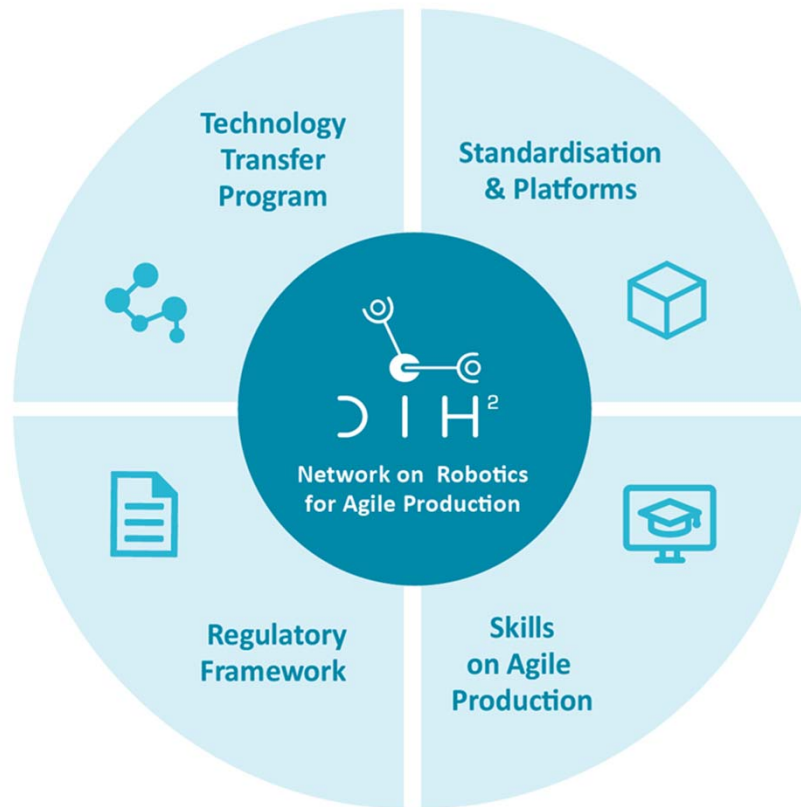 Technology
Transfer
Program
Standardisation
& Platforms
DIH²
Network on Robotics
for Agile Production
Regulatory
Framework
Skills
on Agile
Production